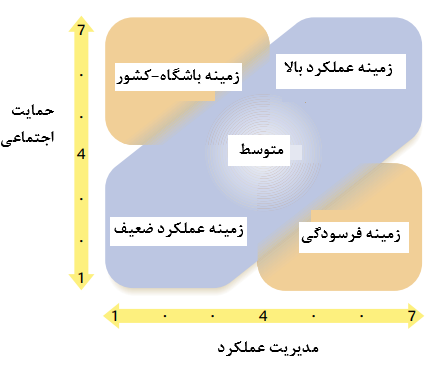 7
زمینه عملکرد بالا
زمینه باشگاه-کشور
حمایت
اجتماعی
متوسط
4
زمینه عملکرد ضعیف
زمینه فرسودگی
1
1 . . 4 . . 7
مدیریت عملکرد